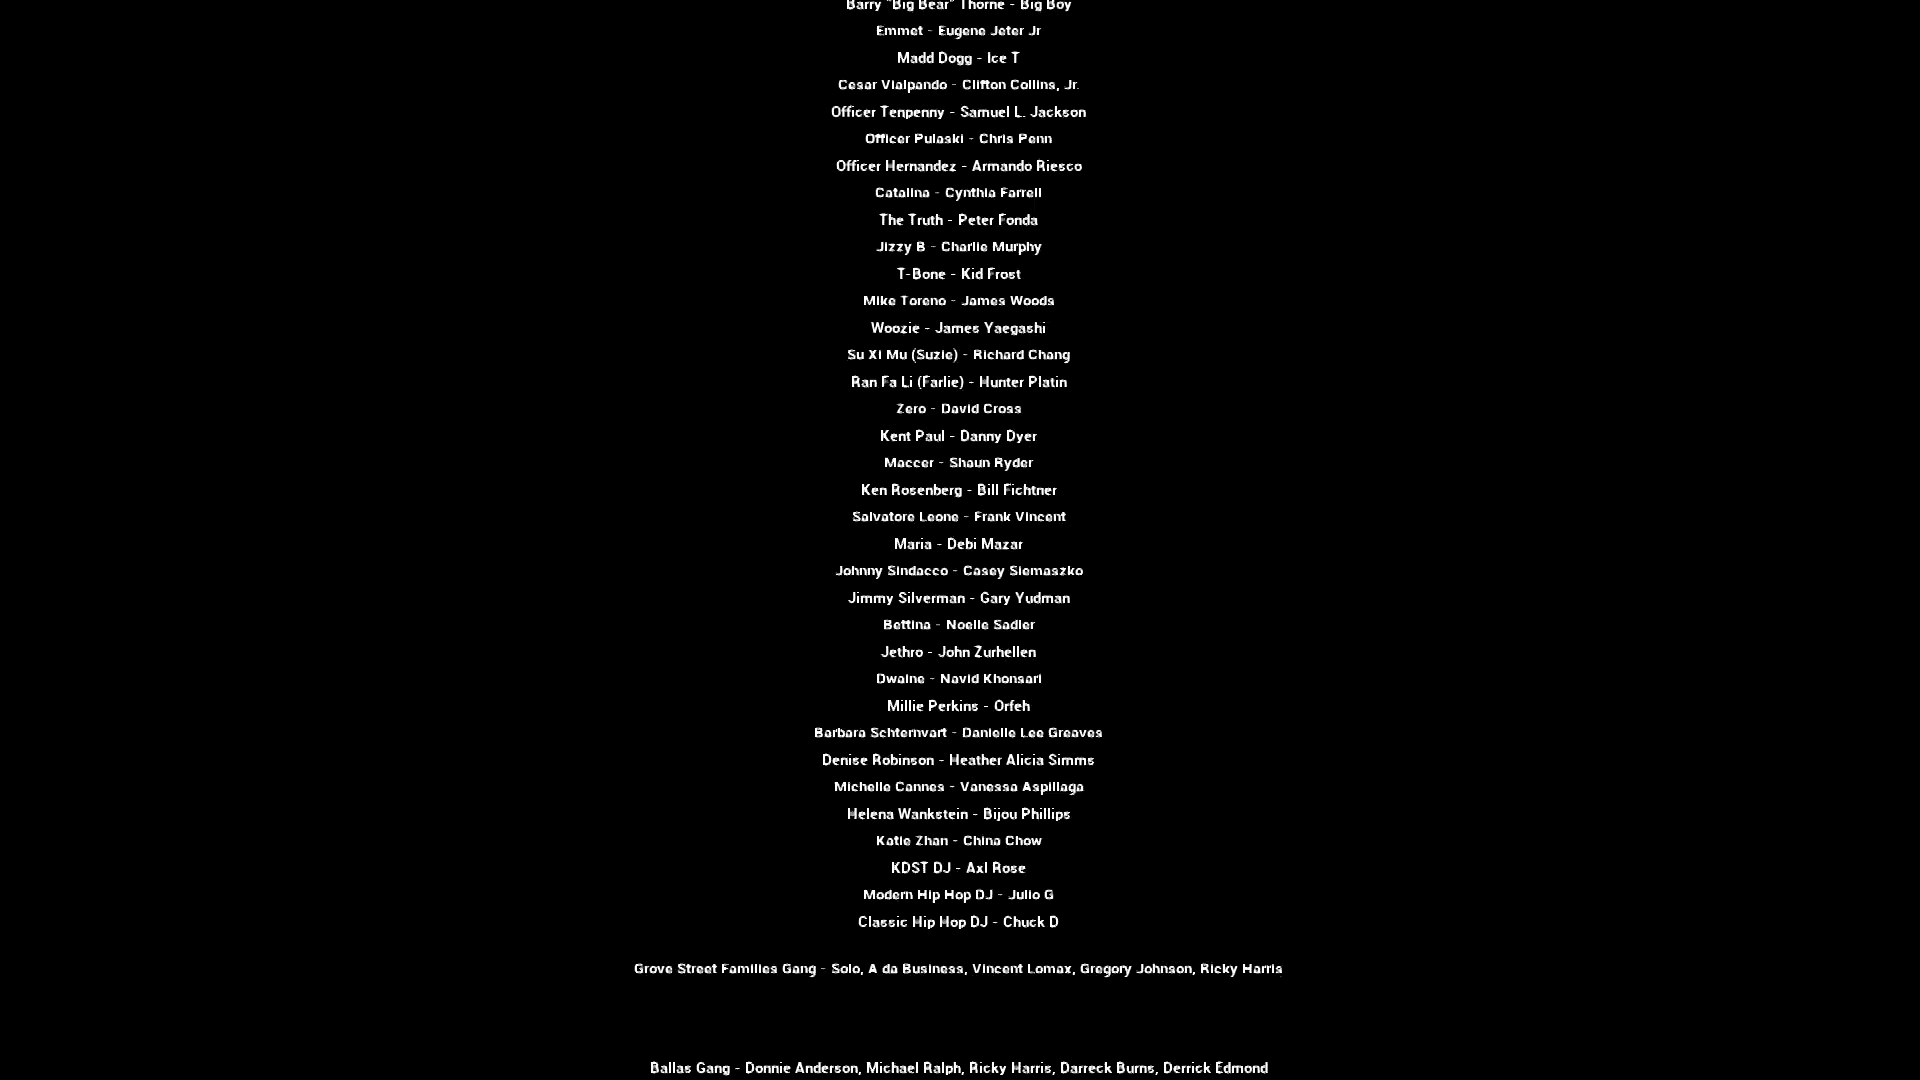 Barry "Big Bear" Thorne - Big Boy
Emmet - Eugene Jeter Jr
Madd Dogg - Ice T
Cesar Vialpando - Clifton Collins, Jr.
Officer Tenpenny - Samuel L. Jackson
Officer Pulaski - Chris Penn
Officer Hernandez - Armando Riesco
Catalina - Cynthia Farrell
The Truth - Peter Fonda
Jizzy B - Charlie Murphy
T-Bone - Kid Frost
Mike Toreno - James Woods
Woozie - James Yaegashi
Su Xi Mu (Suzie) - Richard Chang
Ran Fa Li (Farlie) - Hunter Platin
Zero - David Cross
Kent Paul - Danny Dyer
Maccer - Shaun Ryder
Ken Rosenberg - Bill Fichtner
Salvatore Leone - Frank Vincent
Maria - Debi Mazar
Johnny Sindacco - Casey Siemaszko
Jimmy Silverman - Gary Yudman
Bettina - Noelle Sadler
Jethro - John Zurhellen
Dwaine - Navid Khonsari
Millie Perkins - Orfeh
Barbara Schternvart - Danielle Lee Greaves
Denise Robinson - Heather Alicia Simms
Michelle Cannes - Vanessa Aspillaga
Helena Wankstein - Bijou Phillips
Katie Zhan - China Chow
KDST DJ - Axl Rose
Modern Hip Hop DJ - Julio G
Classic Hip Hop DJ - Chuck D
Grove Street Families Gang - Solo, A da Business, Vincent Lomax, Gregory Johnson, Ricky Harris
Ballas Gang - Donnie Anderson, Michael Ralph, Ricky Harris, Darreck Burns, Derrick Edmond